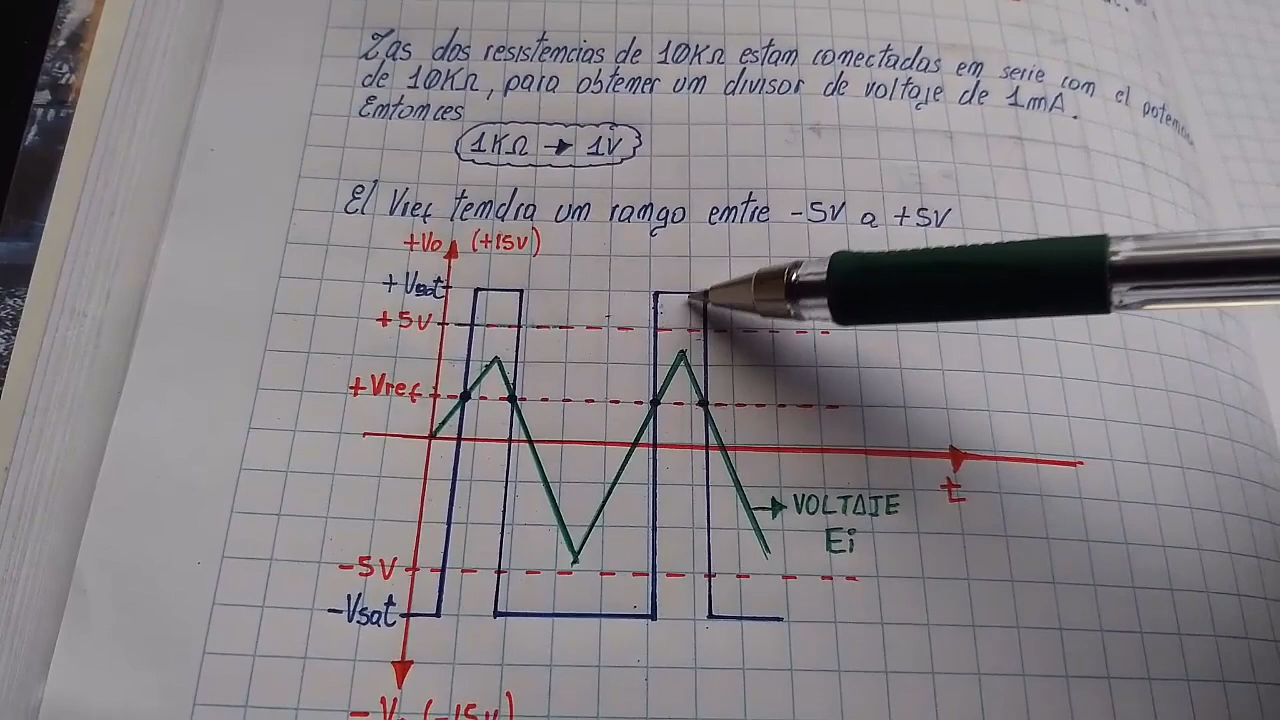 Las dos resistencias de 10KΩ estan conectadas en serie con el potenc
de 10KΩ, para obtener un divisor de voltaje de 1mA.
Entonces
1KΩ → 1V
El Vref tendra un rango entre -5V a +5V
+Vo (+15V)
+Vsat
+5V
+Vref
t
→ VOLTAJE
Ei
-5V
-Vsat
(-15V)